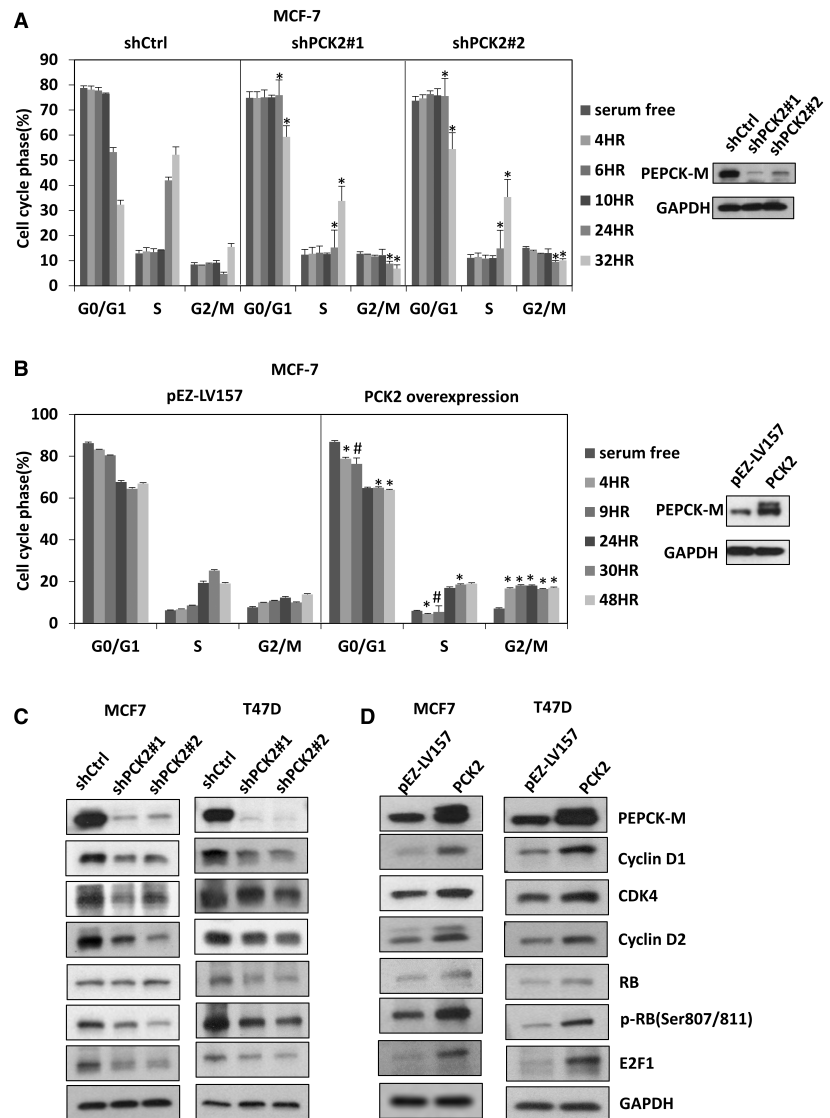 A
MCF-7
shCtrl
shPCK2#1
shPCK2#2
Cell cycle phase(%)
90
80
70
60
50
40
30
20
10
0
* * * * * *
* * * * * *
G0/G1 S G2/M G0/G1 S G2/M G0/G1 S G2/M
serum free
4HR
6HR
10HR
24HR
32HR
shCtrl
shPCK2#1
shPCK2#2
PEPCK-M
GAPDH
B
MCF-7
pEZ-LV157
PCK2 overexpression
Cell cycle phase(%)
100
80
60
40
20
0
* # * *
* # *
* * * * *
G0/G1 S G2/M G0/G1 S G2/M
serum free
4HR
9HR
24HR
30HR
48HR
pEZ-LV157
PCK2
PEPCK-M
GAPDH
C
MCF7
T47D
shCtrl
shPCK2#1
shPCK2#2
shCtrl
shPCK2#1
shPCK2#2
D
MCF7
T47D
pEZ-LV157
PCK2
pEZ-LV157
PCK2
PEPCK-M
Cyclin D1
CDK4
Cyclin D2
RB
p-RB(Ser807/811)
E2F1
GAPDH